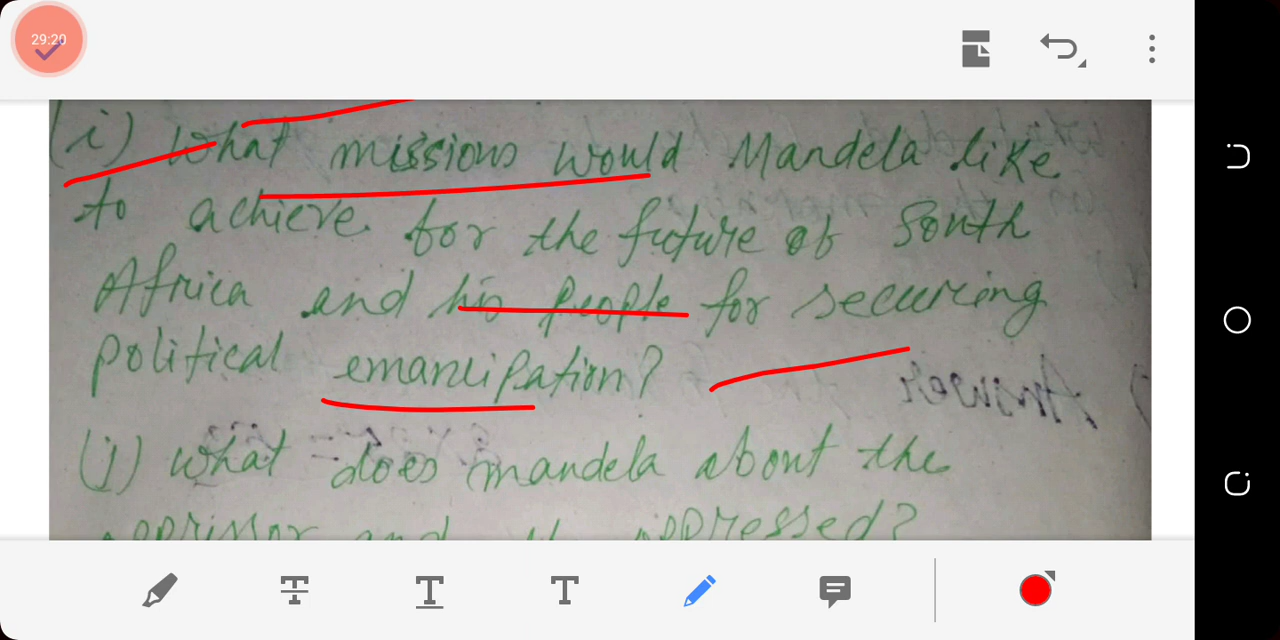 29:20
(i) What missions would Mandela like
to achieve for the future of South
Africa and his people for securing
political emancipation?
(j) what does mandela about the
oppressed?